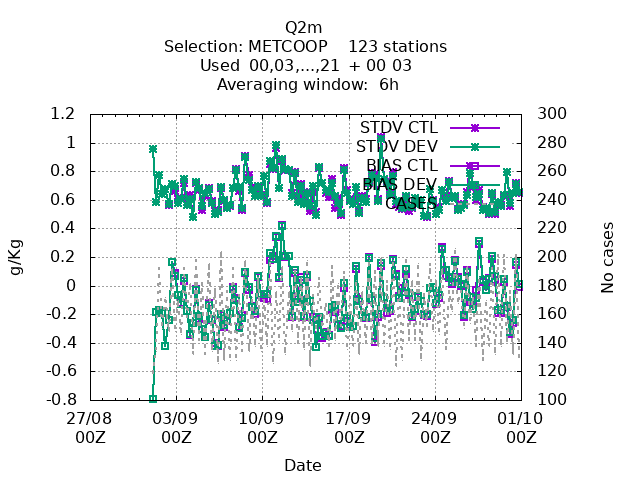 Q2m
Selection: METCOOP    123 stations
Used  00,03,...,21  + 00 03
Averaging window:  6h
STDV CTL
STDV DEV
BIAS CTL
BIAS DEV
CASES
g/Kg
1.2
1
0.8
0.6
0.4
0.2
0
-0.2
-0.4
-0.6
-0.8
No cases
300
280
260
240
220
200
180
160
140
120
100
27/08 03/09 10/09 17/09 24/09 01/10
00Z 00Z 00Z 00Z 00Z 00Z
Date